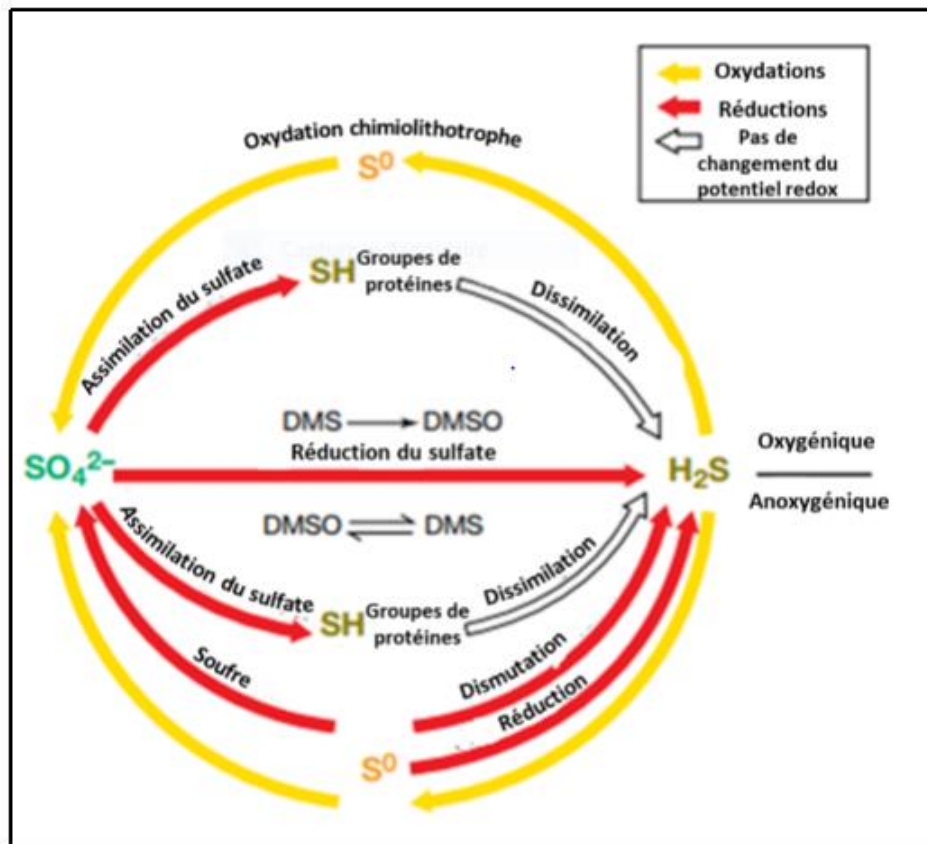 Oxydations
Réductions
Pas de
changement du
potentiel redox
Oxydation chimiolithotrophe
S⁰
Assimilation du sulfate
SH
Groupes de
protéines
Dissimilation
DMS → DMSO
Réduction du sulfate
SO₄²⁻
H₂S
Oxygénique
Anoxygénique
DMSO ⇌ DMS
Assimilation du sulfate
SH
Groupes de
protéines
Dissimilation
Soufre
Dismutation
Réduction
S⁰